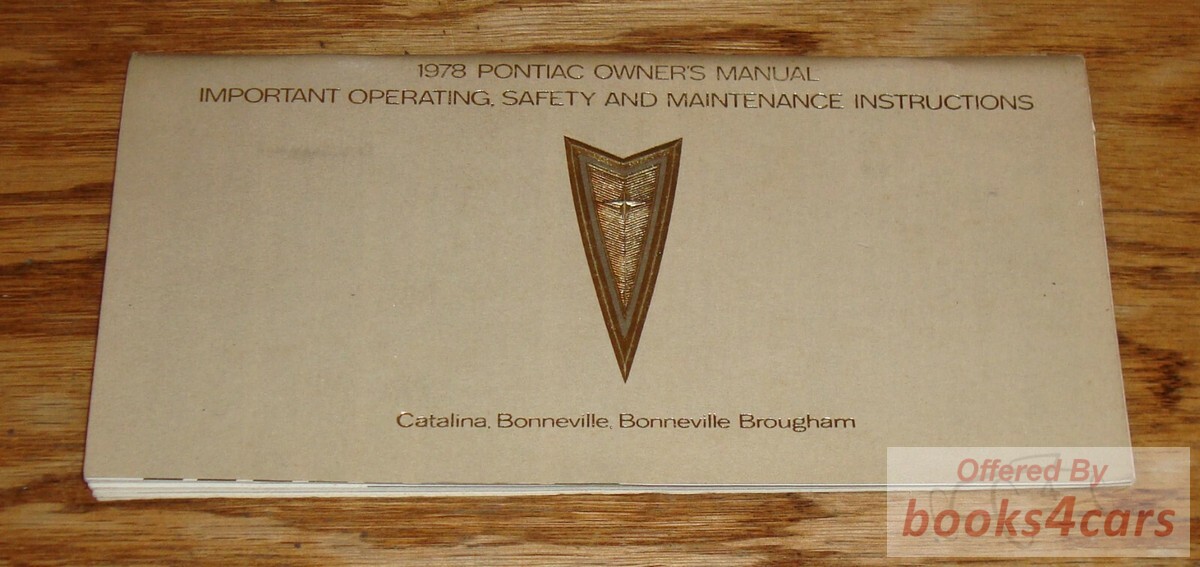 1978 PONTIAC OWNER'S MANUAL
IMPORTANT OPERATING, SAFETY AND MAINTENANCE INSTRUCTIONS
Catalina, Bonneville, Bonneville Brougham
Offered By
books4cars